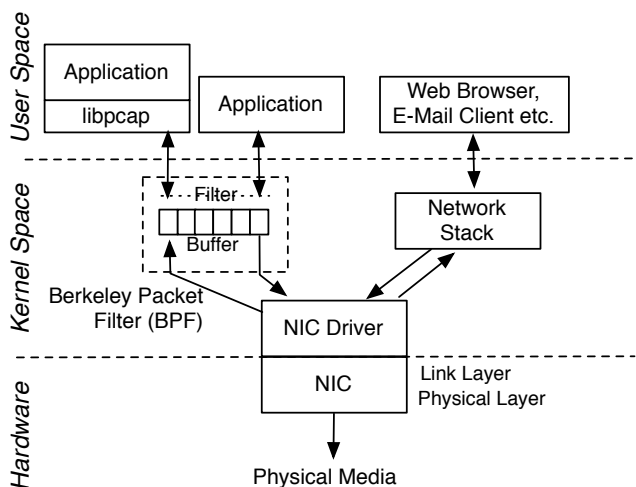 User Space
Application
libpcap
Application
Web Browser,
E-Mail Client etc.
Kernel Space
Filter
Buffer
Network
Stack
Berkeley Packet
Filter (BPF)
NIC Driver
Hardware
NIC
Link Layer
Physical Layer
Physical Media